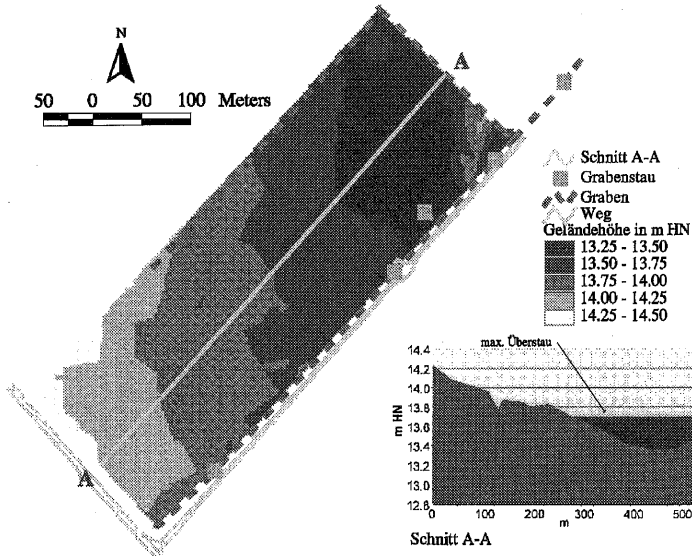 N
50 0 50 100 Meters
A
A
Schnitt A-A
Grabenstau
Graben
Weg
Geländehöhe in m HN
13.25 - 13.50
13.50 - 13.75
13.75 - 14.00
14.00 - 14.25
14.25 - 14.50
max. Überstau
14.4
14.2
14.0
13.8
13.6
13.4
13.2
13.0
12.8
m HN
0 100 200 300 400 500
m
Schnitt A-A